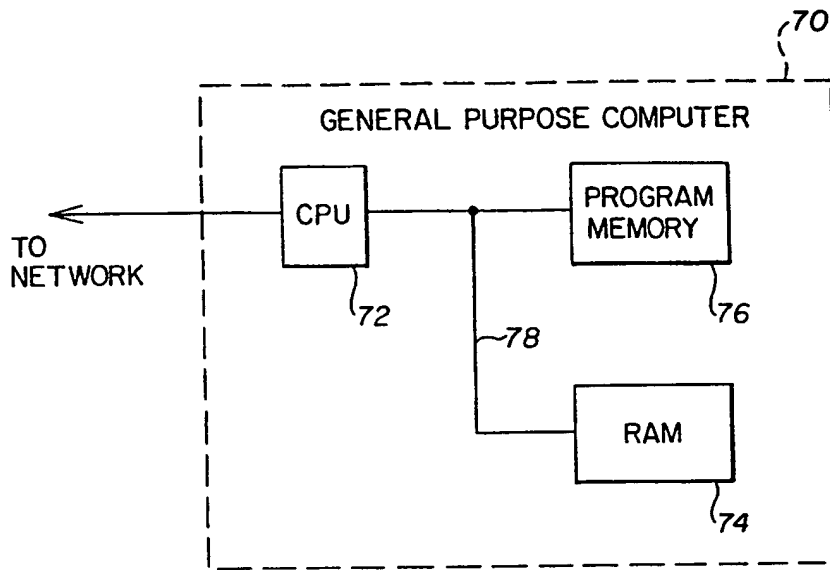 70
GENERAL PURPOSE COMPUTER
CPU
PROGRAM
MEMORY
TO
NETWORK
72
76
78
RAM
74